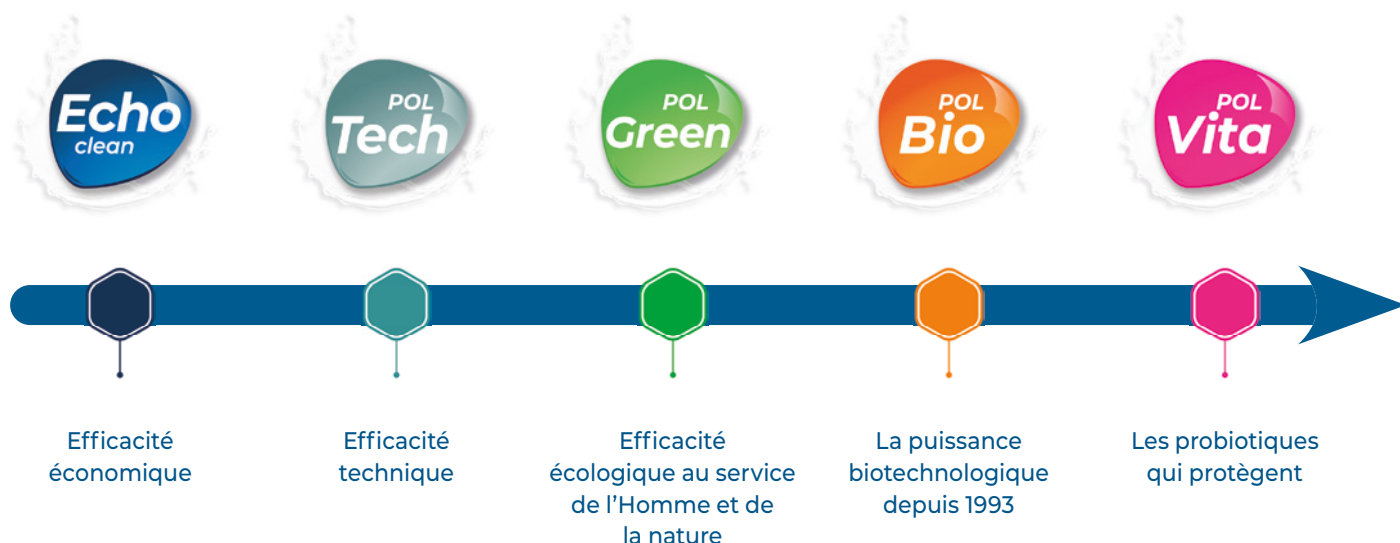 Echo
clean
POL
Tech
POL
Green
POL
Bio
POL
Vita
Efficacité
économique
Efficacité
technique
Efficacité
écologique au service
de l’Homme et de
la nature
La puissance
biotechnologique
depuis 1993
Les probiotiques
qui protègent